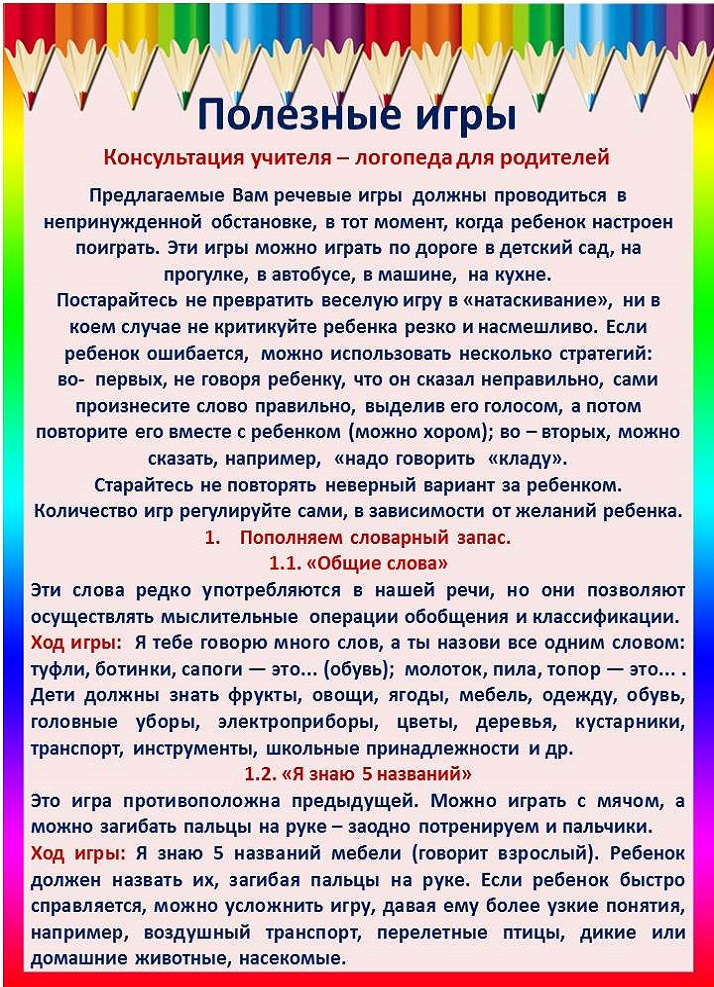 Полезные игры
Консультация учителя – логопеда для родителей
Предлагаемые Вам речевые игры должны проводиться в
непринужденной обстановке, в тот момент, когда ребенок настроен
поиграть. Эти игры можно играть по дороге в детский сад, на
прогулке, в автобусе, в машине, на кухне.
Постарайтесь не превратить веселую игру в «натаскивание», ни в
коем случае не критикуйте ребенка резко и насмешливо. Если
ребенок ошибается, можно использовать несколько стратегий:
во- первых, не говоря ребенку, что он сказал неправильно, сами
произнесите слово правильно, выделив его голосом, а потом
повторите его вместе с ребенком (можно хором); во – вторых, можно
сказать, например, «надо говорить «кладу».
Старайтесь не повторять неверный вариант за ребенком.
Количество игр регулируйте сами, в зависимости от желаний ребенка.
1. Пополняем словарный запас.
1.1. «Общие слова»
Эти слова редко употребляются в нашей речи, но они позволяют
осуществлять мыслительные операции обобщения и классификации.
Ход игры: Я тебе говорю много слов, а ты назови все одним словом:
туфли, ботинки, сапоги — это... (обувь); молоток, пила, топор — это... .
Дети должны знать фрукты, овощи, ягоды, мебель, одежду, обувь,
головные уборы, электроприборы, цветы, деревья, кустарники,
транспорт, инструменты, школьные принадлежности и др.
1.2. «Я знаю 5 названий»
Это игра противоположна предыдущей. Можно играть с мячом, а
можно загибать пальцы на руке – заодно потренируем и пальчики.
Ход игры: Я знаю 5 названий мебели (говорит взрослый). Ребенок
должен назвать их, загибая пальцы на руке. Если ребенок быстро
справляется, можно усложнить игру, давая ему более узкие понятия,
например, воздушный транспорт, перелетные птицы, дикие или
домашние животные, насекомые.